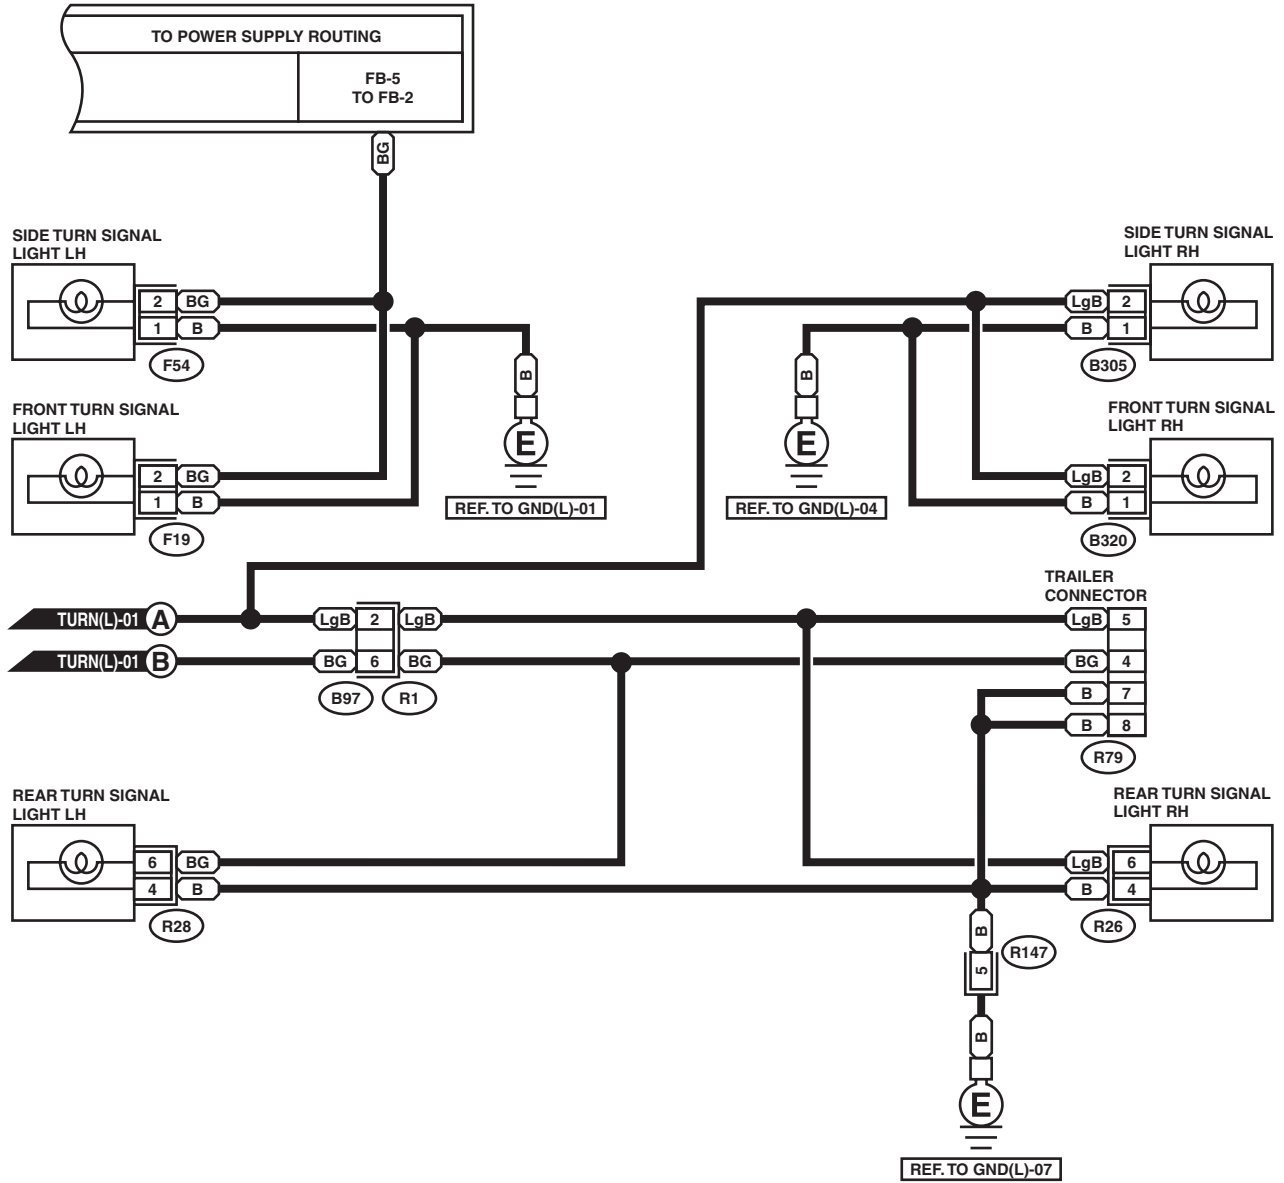 TO POWER SUPPLY ROUTING
FB-5
TO FB-2
BG
SIDE TURN SIGNAL
LIGHT LH
2 BG
1 B
F54
FRONT TURN SIGNAL
LIGHT LH
2 BG
1 B
F19
B
E
REF. TO GND(L)-01
B
E
REF. TO GND(L)-04
SIDE TURN SIGNAL
LIGHT RH
LgB 2
B 1
B305
FRONT TURN SIGNAL
LIGHT RH
LgB 2
B 1
B320
TURN(L)-01 A
TURN(L)-01 B
LgB 2 LgB
BG 6 BG
B97 R1
TRAILER
CONNECTOR
LgB 5
BG 4
B 7
B 8
R79
REAR TURN SIGNAL
LIGHT LH
6 BG
4 B
R28
REAR TURN SIGNAL
LIGHT RH
LgB 6
B 4
R26
B
R147
5
B
E
REF. TO GND(L)-07